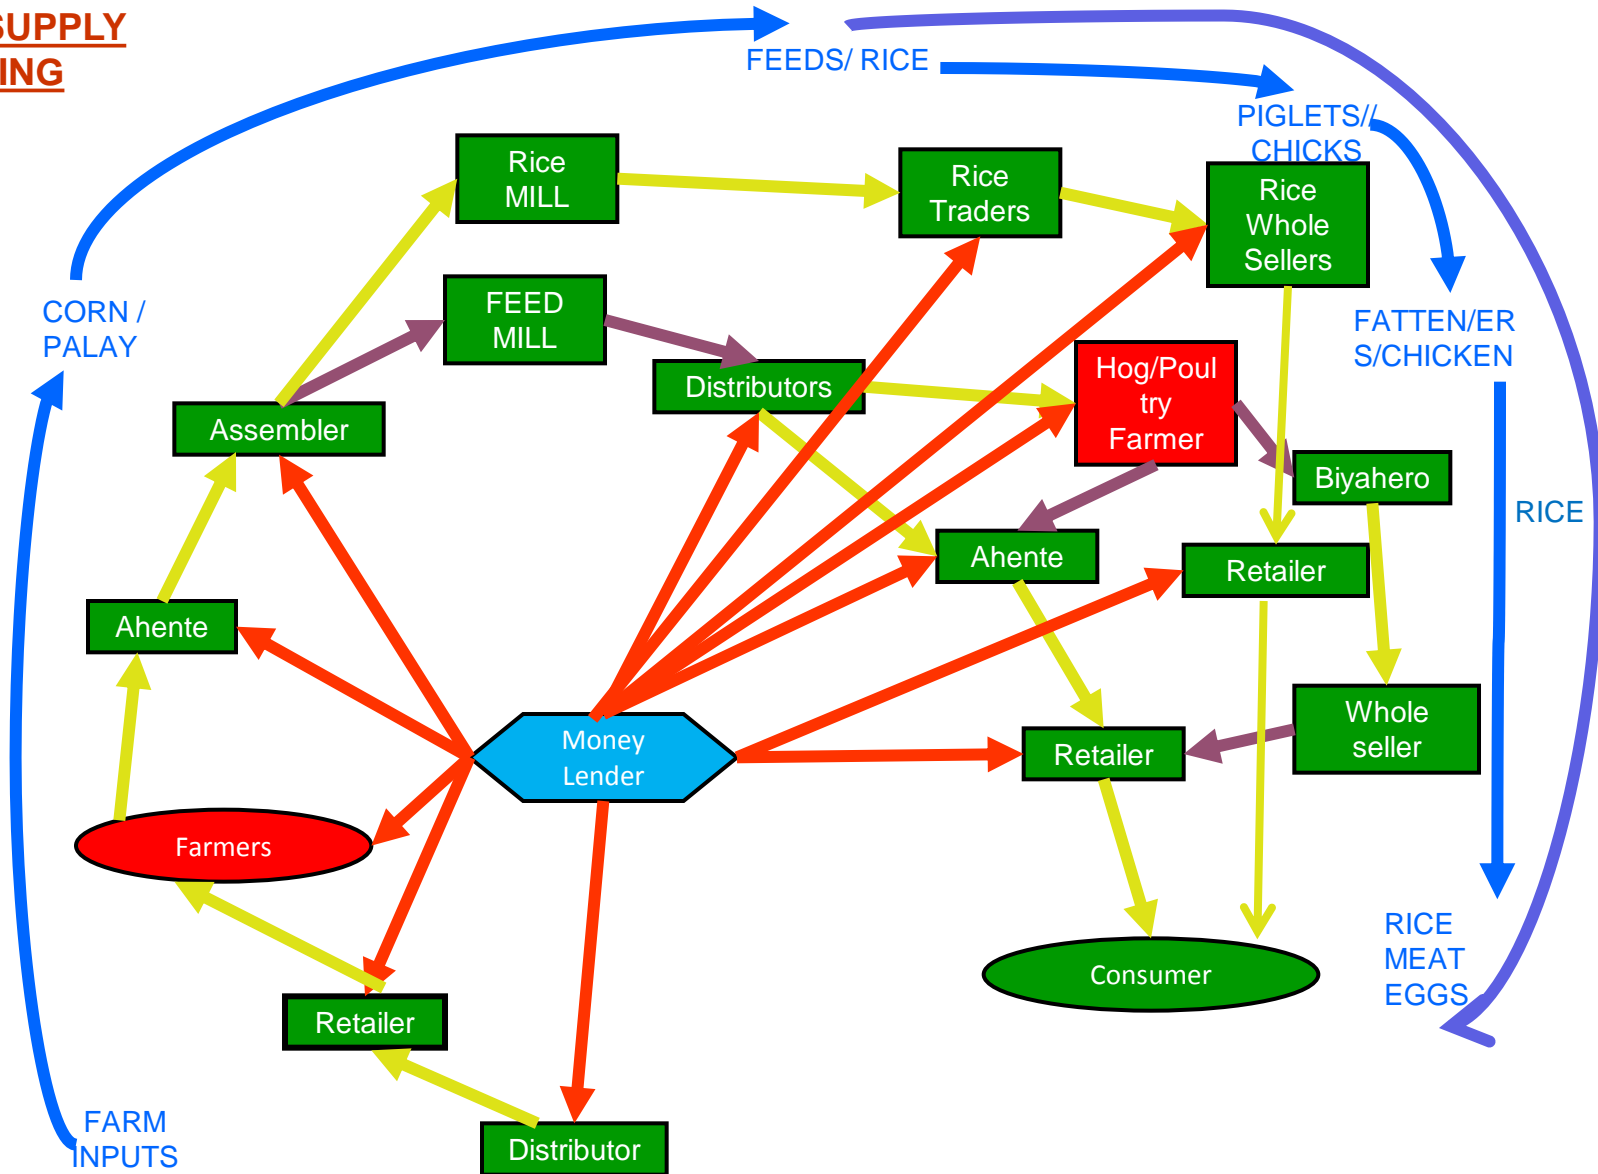 SUPPLY
ING
FEEDS/ RICE
PIGLETS//
CHICKS
Rice
MILL
Rice
Traders
Rice
Whole
Sellers
CORN /
PALAY
FEED
MILL
FATTEN/ER
S/CHICKEN
Distributors
Hog/Poul
try
Farmer
Assembler
Biyahero
RICE
Ahente
Retailer
Ahente
Money
Lender
Retailer
Whole
seller
Farmers
RICE
MEAT
EGGS
Consumer
Retailer
FARM
INPUTS
Distributor